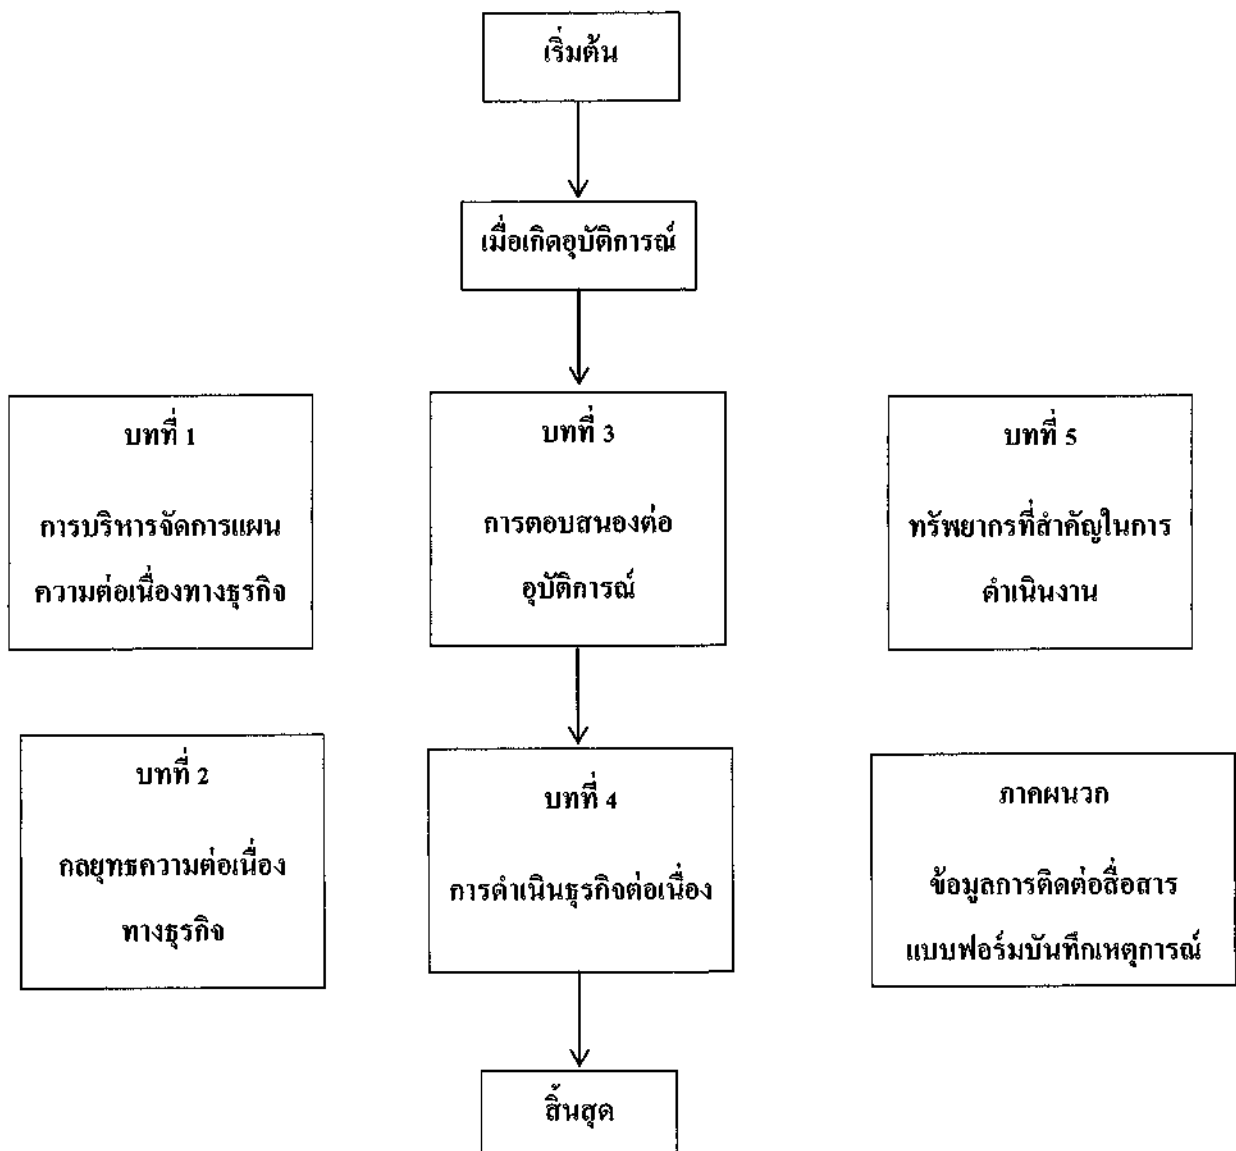 เริ่มต้น
เมื่อเกิดอุบัติการณ์
บทที่ 1
การบริหารจัดการแผน
ความต่อเนื่องทางธุรกิจ
บทที่ 3
การตอบสนองต่อ
อุบัติการณ์
บทที่ 5
ทรัพยากรที่สำคัญในการ
ดำเนินงาน
บทที่ 2
กลยุทธความต่อเนื่อง
ทางธุรกิจ
บทที่ 4
การดำเนินธุรกิจต่อเนื่อง
ภาคผนวก
ข้อมูลการติดต่อสื่อสาร
แบบฟอร์มบันทึกเหตุการณ์
สิ้นสุด